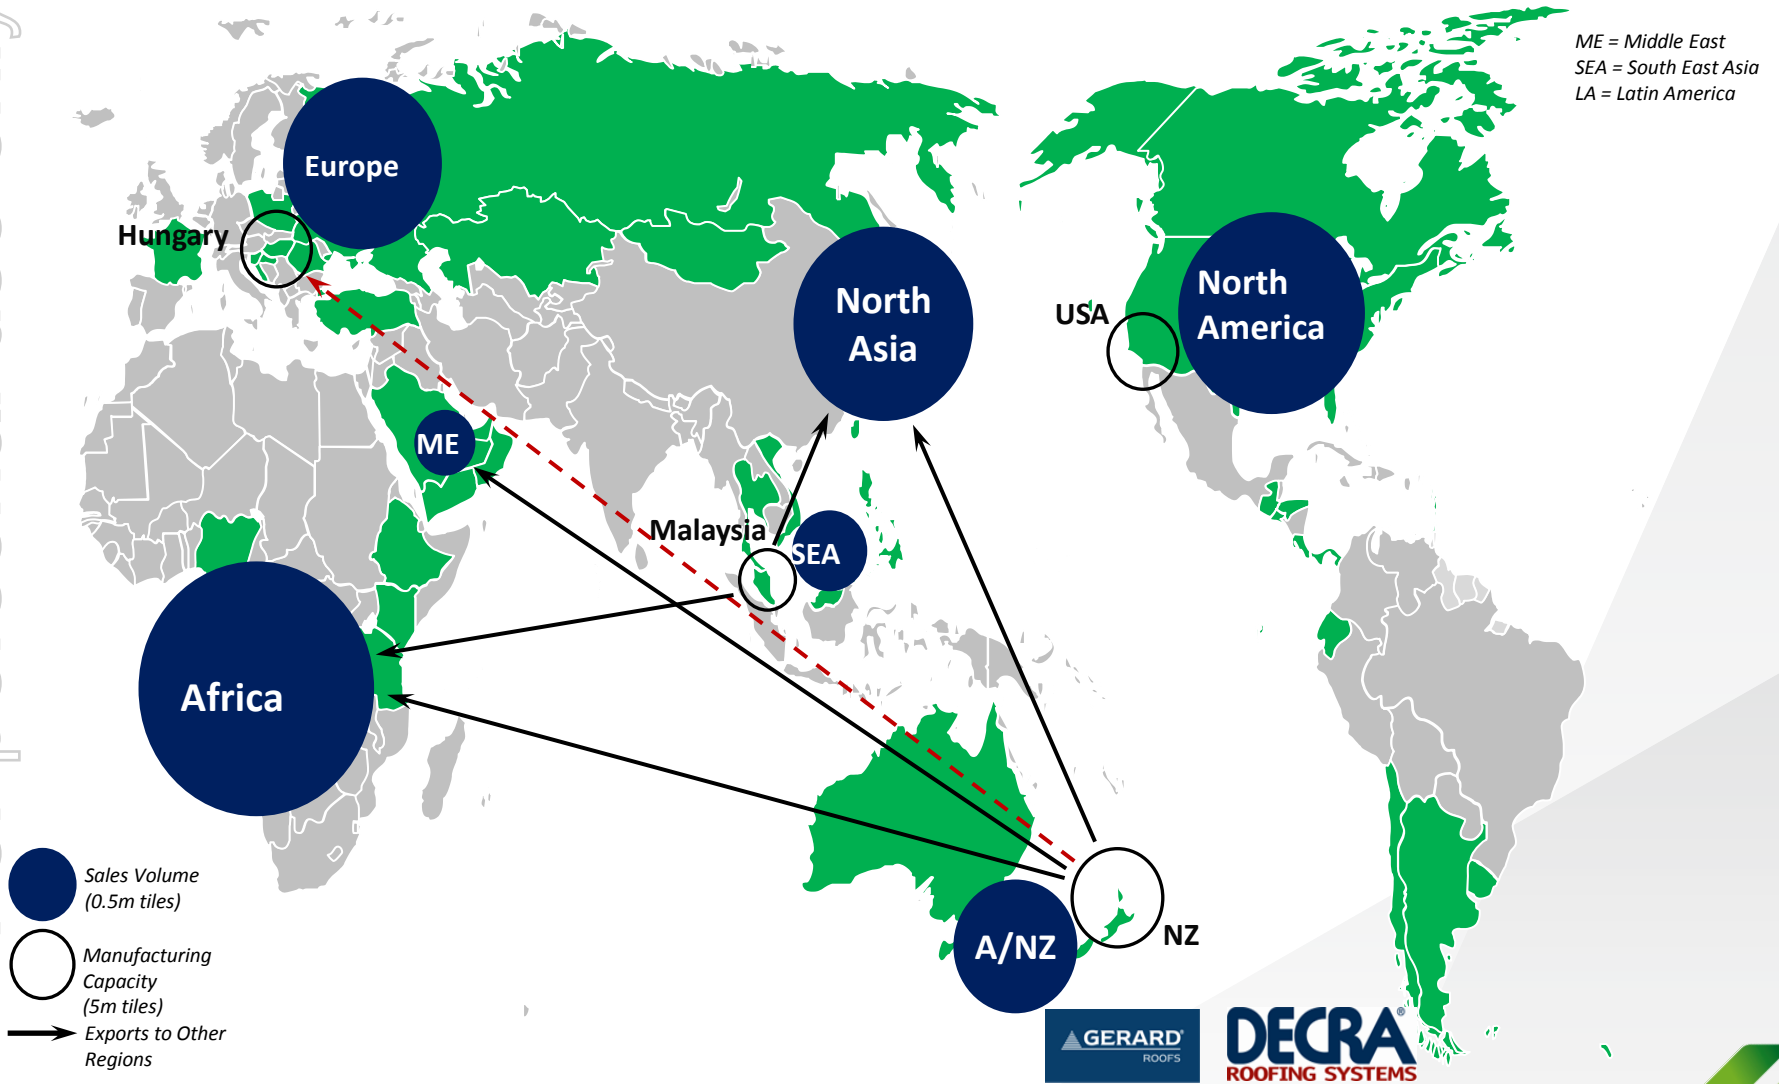 ME = Middle East
SEA = South East Asia
LA = Latin America
Europe
Hungary
North
Asia
North
America
USA
ME
Malaysia
SEA
Africa
A/NZ
NZ
Sales Volume
(0.5m tiles)
Manufacturing
Capacity
(5m tiles)
Exports to Other
Regions
GERARD®
ROOFS
DECRA®
ROOFING SYSTEMS